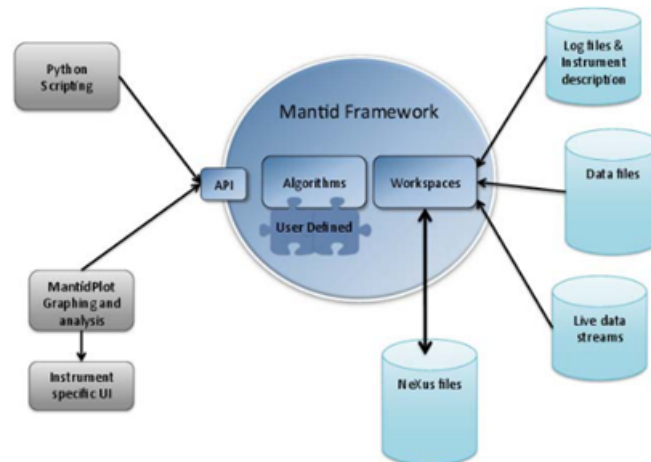 Python
Scripting
Mantid Framework
API
Algorithms
Workspaces
User Defined
MantidPlot
Graphing and
analysis
Instrument
specific UI
Log files &
Instrument
description
Data files
Live data
streams
NeXus files